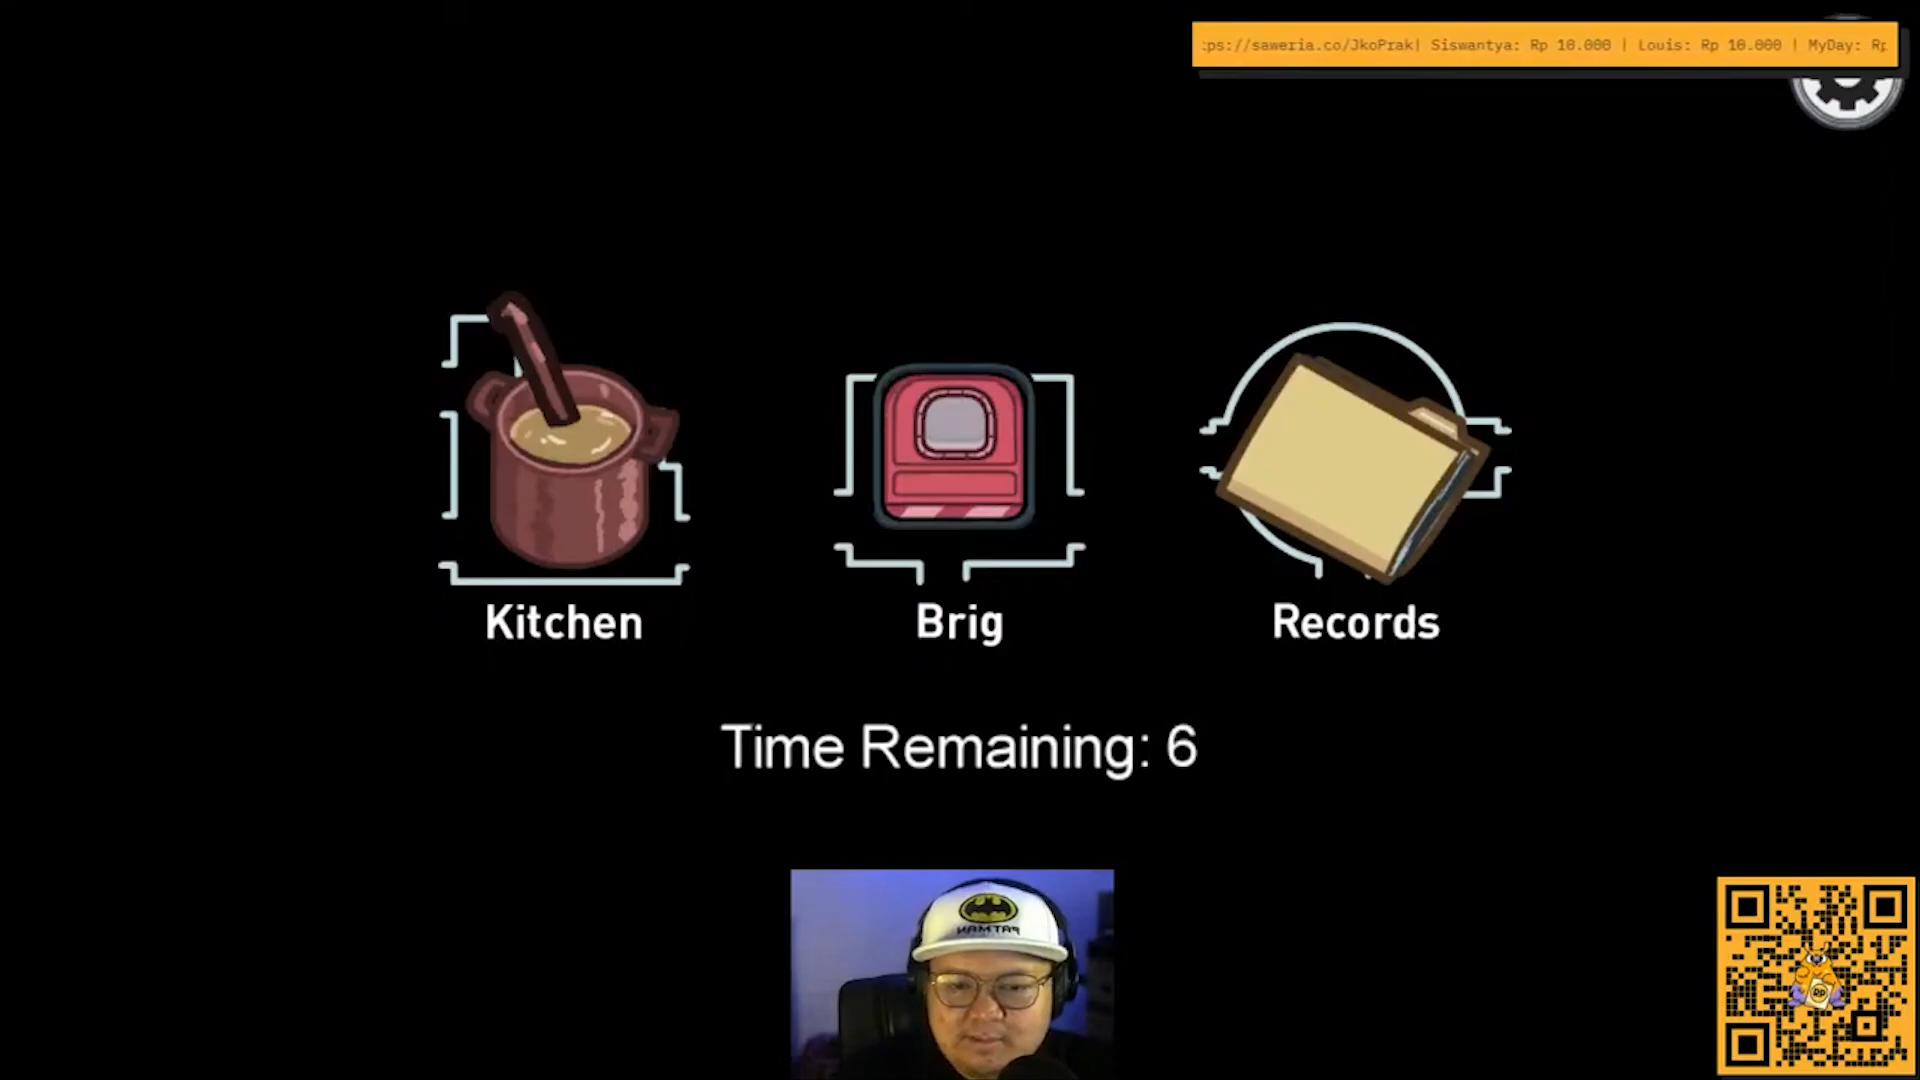 ps://saweria.co/JkoPrak| Siswantya: Rp 10.000 | Louis: Rp 10.000 | MyDay: Rp
Kitchen
Brig
Records
Time Remaining: 6
RP